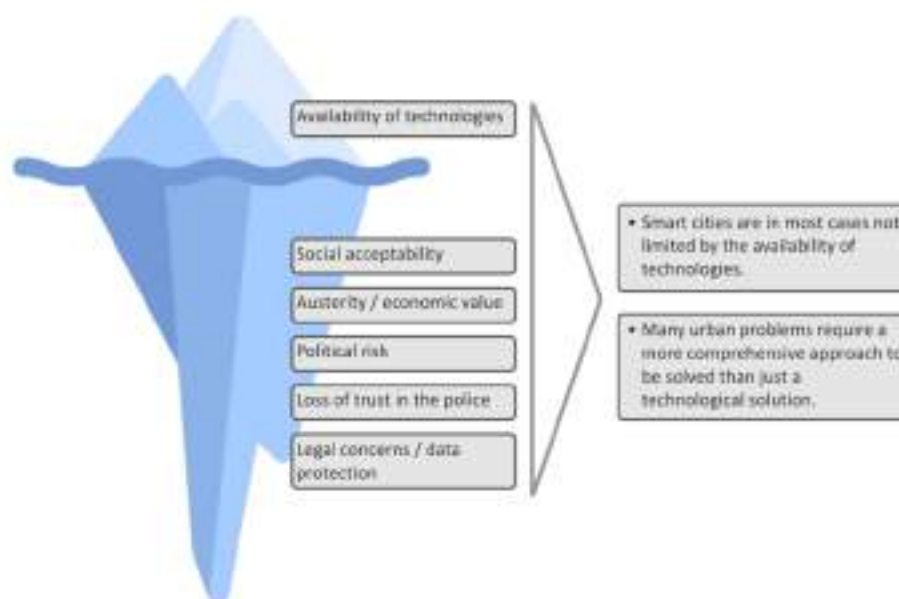 Availability of technologies
Social acceptability
Austerity / economic value
Political risk
Loss of trust in the police
Legal concerns / data
protection
• Smart cities are in most cases not
limited by the availability of
technologies.
• Many urban problems require a
more comprehensive approach to
be solved than just a
technological solution.